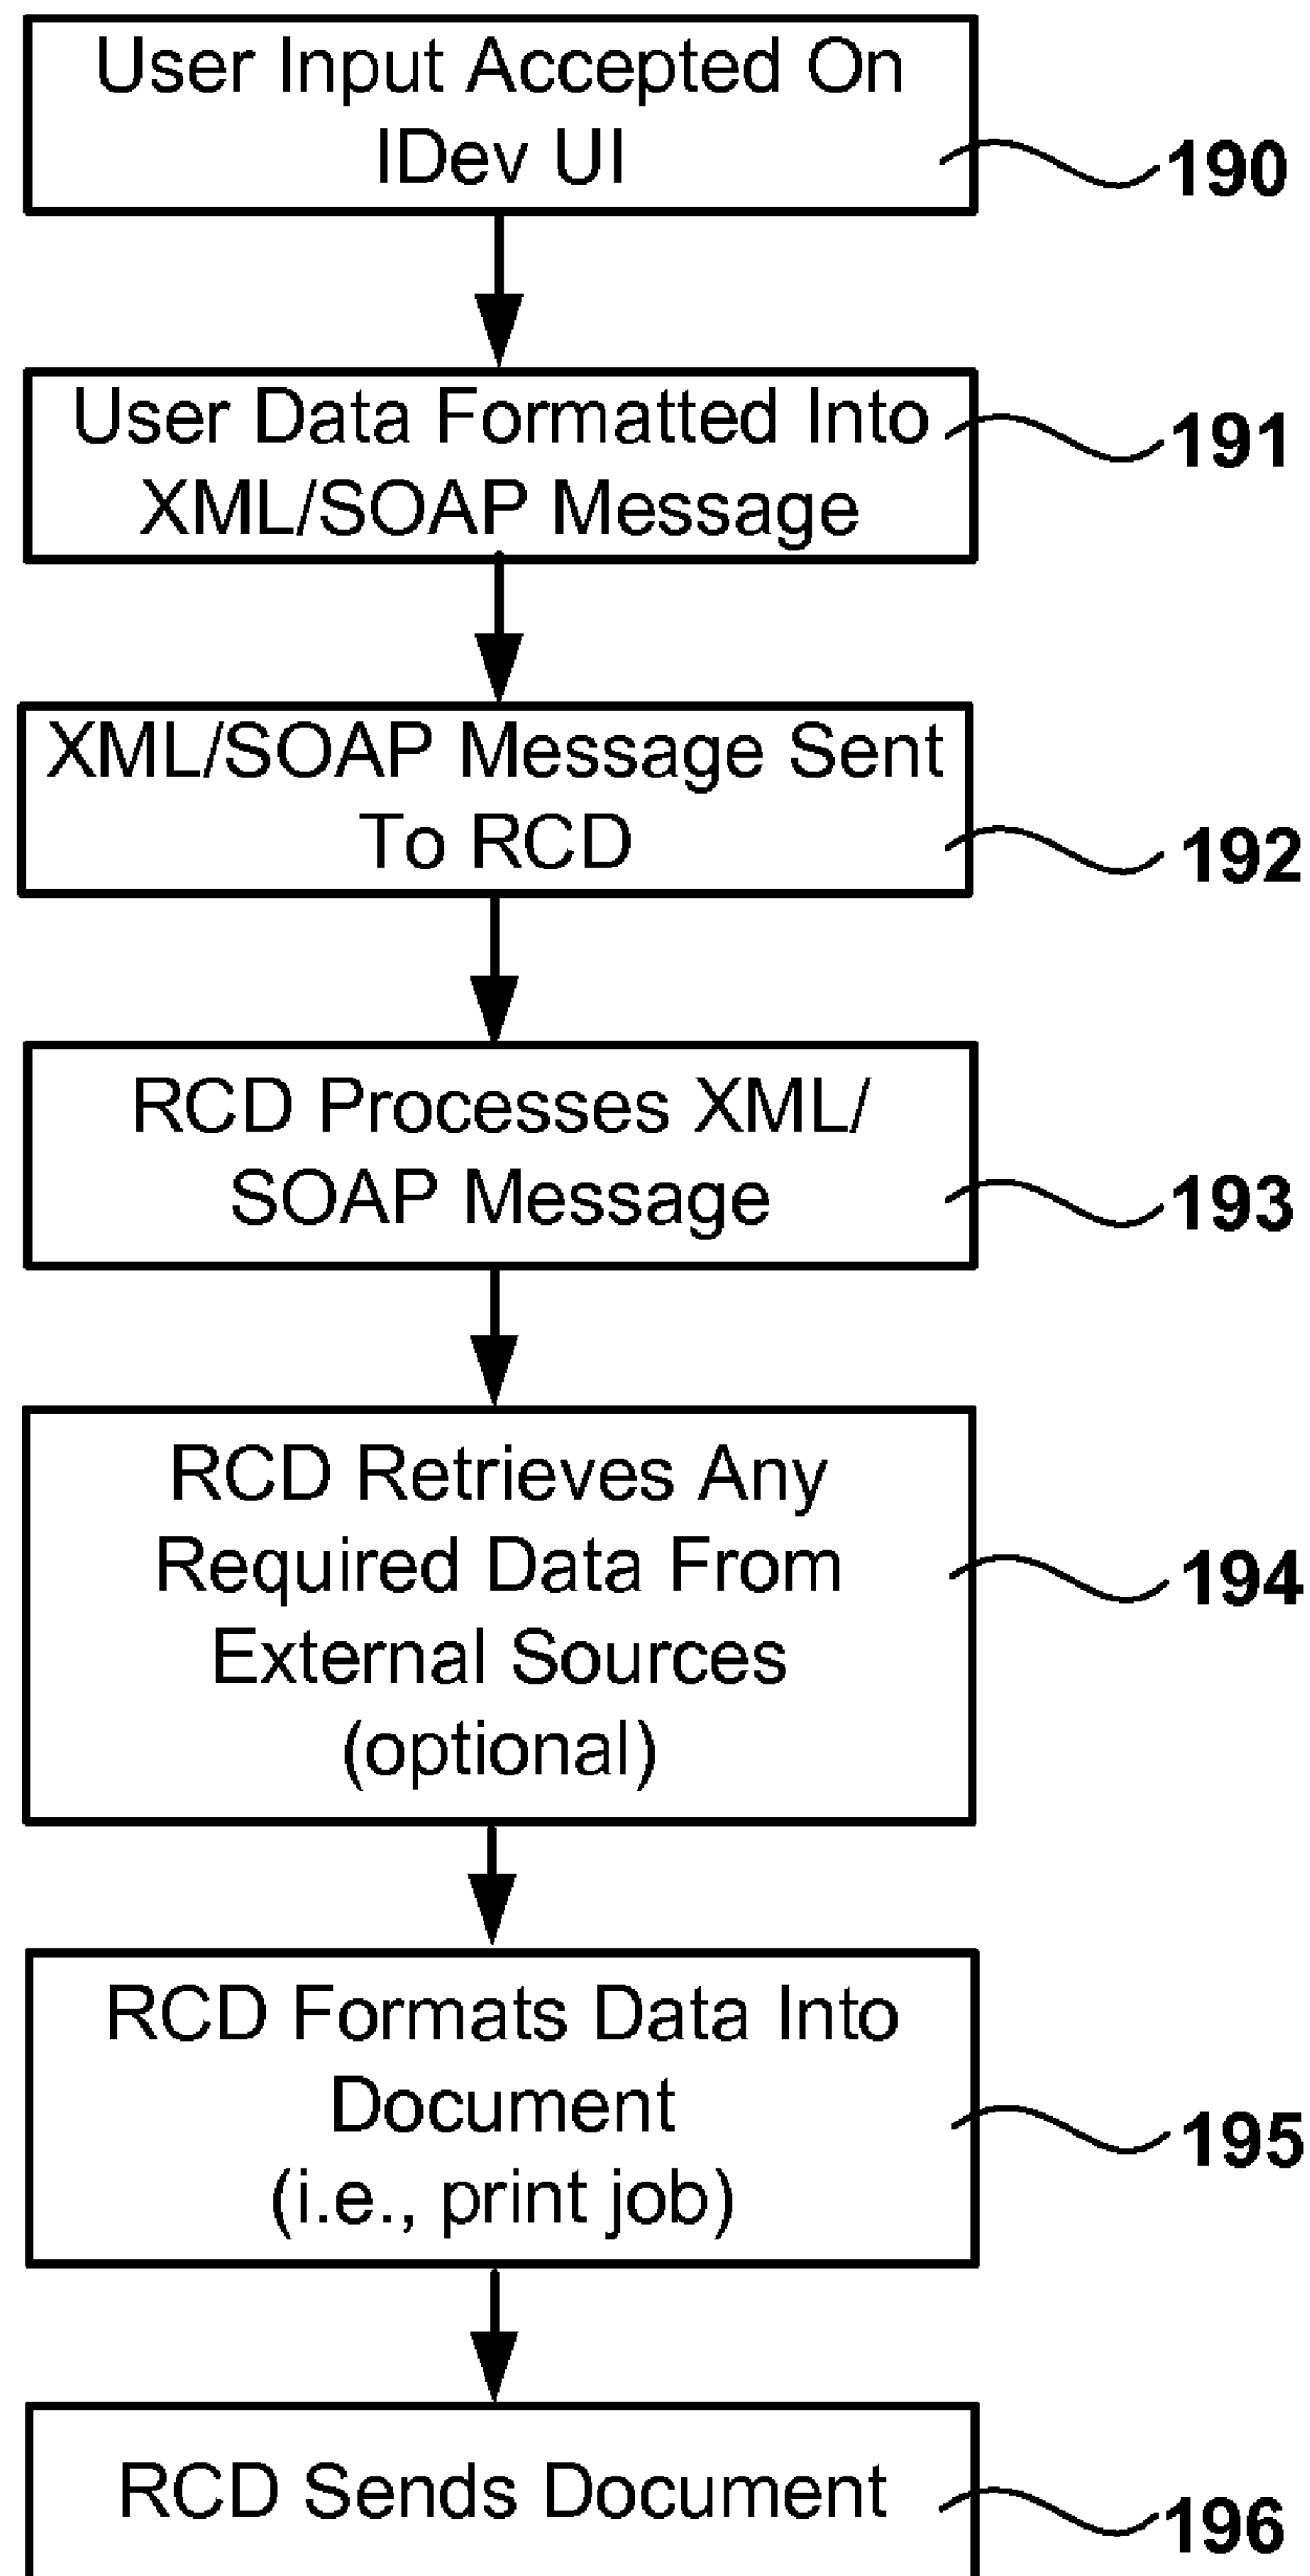 User Input Accepted On
IDev UI
190
User Data Formatted Into
XML/SOAP Message
191
XML/SOAP Message Sent
To RCD
192
RCD Processes XML/
SOAP Message
193
RCD Retrieves Any
Required Data From
External Sources
(optional)
194
RCD Formats Data Into
Document
(i.e., print job)
195
RCD Sends Document
196